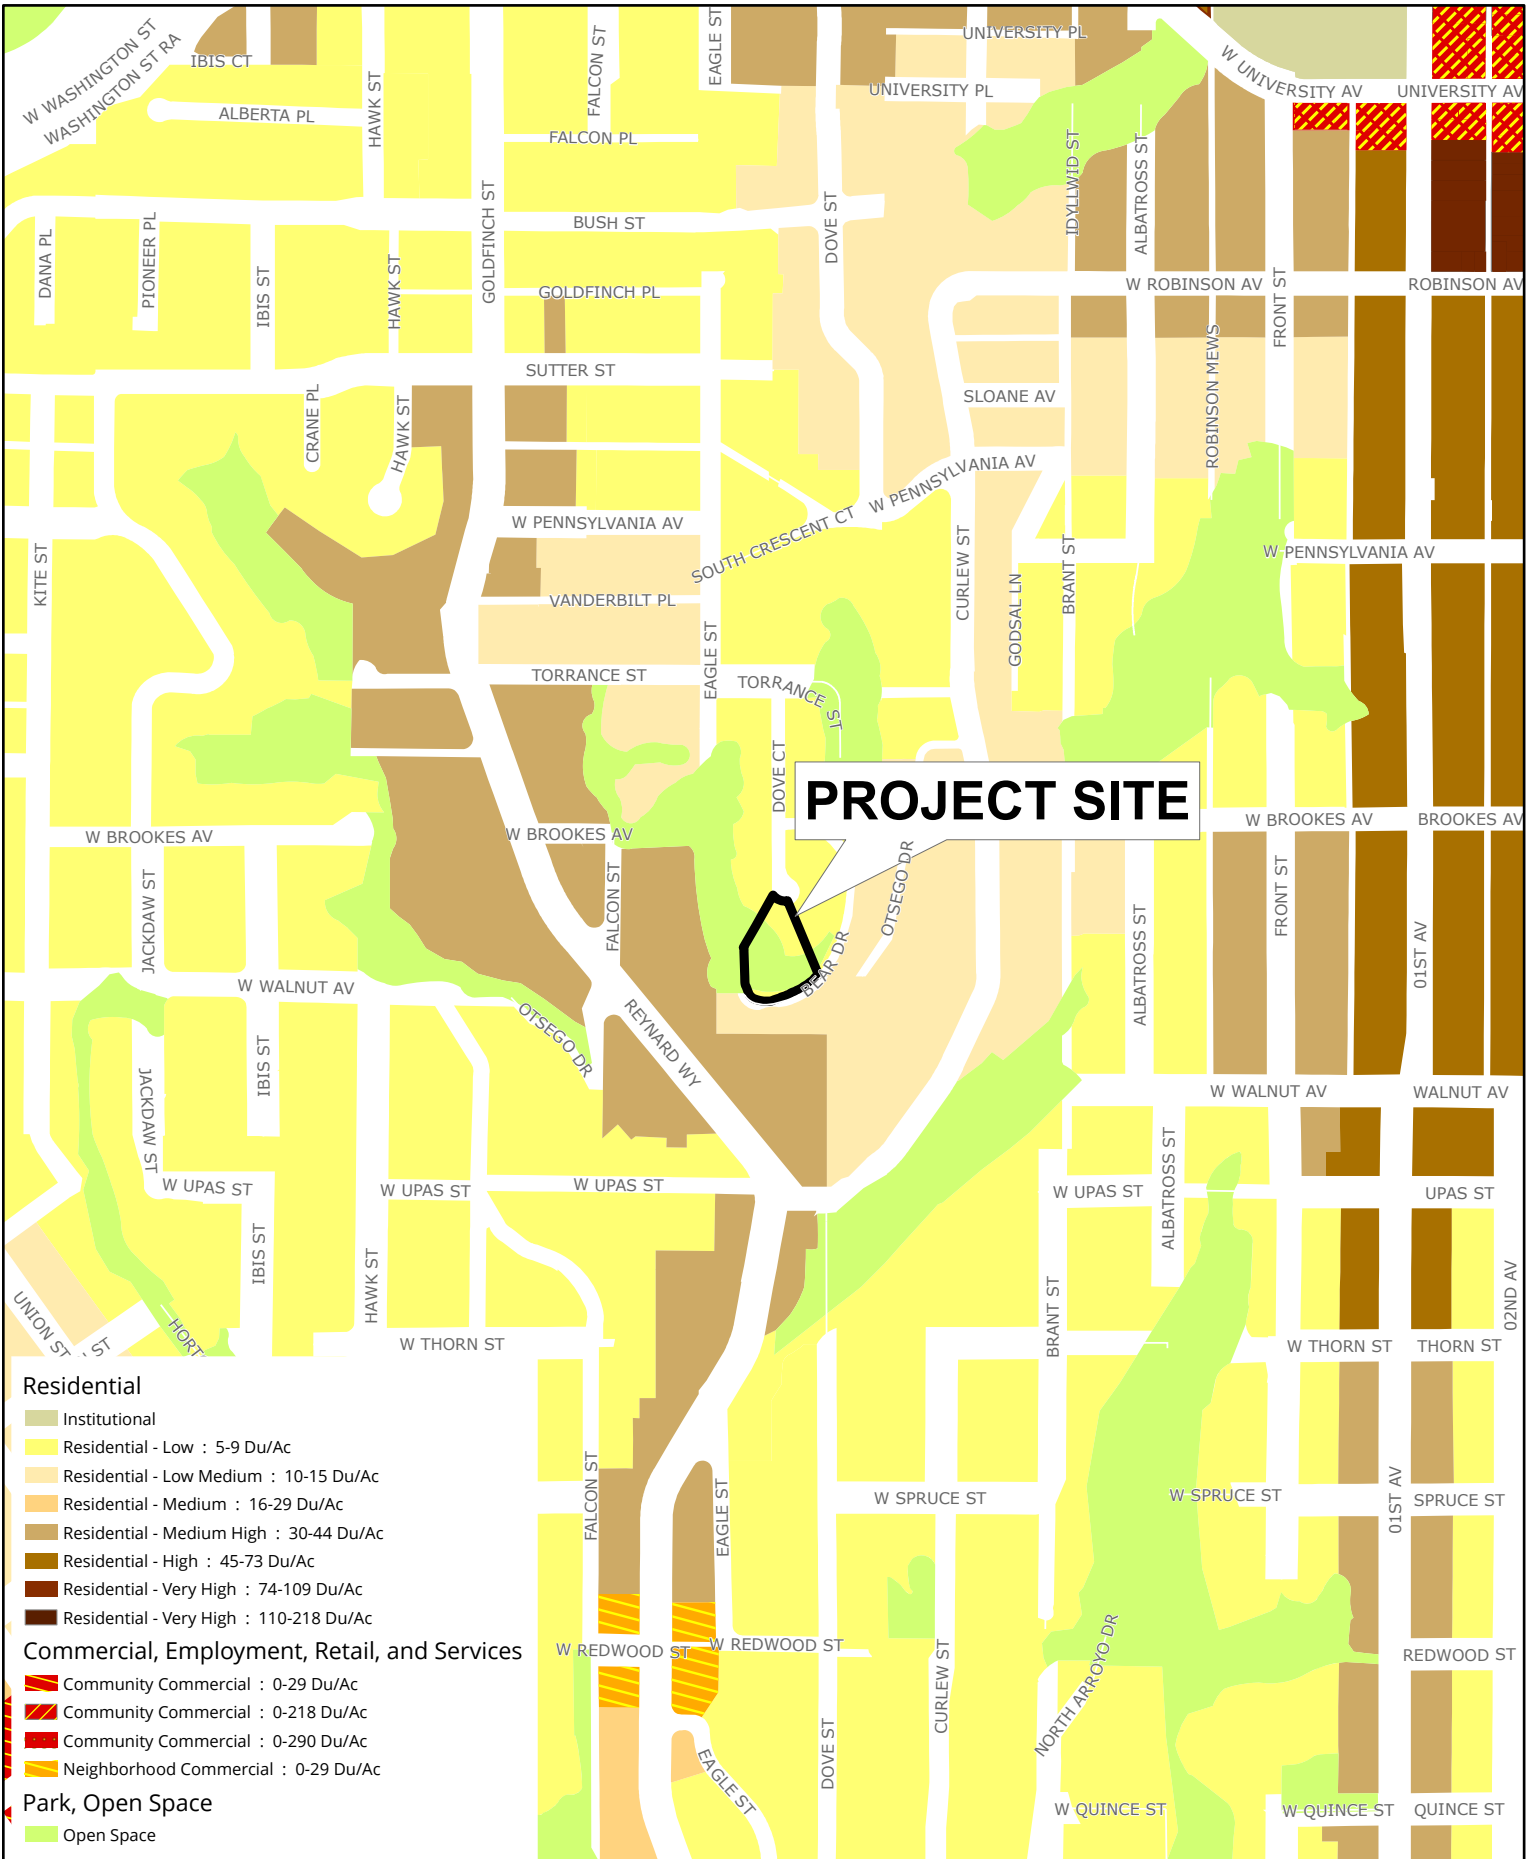 W WASHINGTON ST
WASHINGTON ST RA
IBIS CT
ALBERTA PL
HAWK ST
FALCON ST
EAGLE ST
FALCON PL
UNIVERSITY PL
UNIVERSITY PL
W UNIVERSITY AV
UNIVERSITY AV
IDYLLWID ST
ALBATROSS ST
GOLDFINCH ST
BUSH ST
DOVE ST
DANA PL
PIONEER PL
IBIS ST
HAWK ST
GOLDFINCH PL
W ROBINSON AV
ROBINSON AV
FRONT ST
ROBINSON MEWS
SUTTER ST
CRANE PL
HAWK ST
SLOANE AV
W PENNSYLVANIA AV
W PENNSYLVANIA AV
SOUTH CRESCENT CT
W PENNSYLVANIA AV
KITE ST
VANDERBILT PL
CURLEW ST
GODSAL LN
BRANT ST
EAGLE ST
TORRANCE ST
TORRANCE ST
DOVE CT
PROJECT SITE
W BROOKES AV
W BROOKES AV
W BROOKES AV
BROOKES AV
JACKDAW ST
FALCON ST
OTSEGO DR
FRONT ST
ALBATROSS ST
01ST AV
BEAR DR
W WALNUT AV
OTSEGO DR
REYNARD WY
IBIS ST
JACKDAW ST
W WALNUT AV
WALNUT AV
ALBATROSS ST
W UPAS ST
W UPAS ST
W UPAS ST
W UPAS ST
UPAS ST
IBIS ST
HAWK ST
BRANT ST
02ND AV
UNION ST
ST
HORT
W THORN ST
W THORN ST
THORN ST
Residential
Institutional
Residential - Low : 5-9 Du/Ac
Residential - Low Medium : 10-15 Du/Ac
Residential - Medium : 16-29 Du/Ac
Residential - Medium High : 30-44 Du/Ac
Residential - High : 45-73 Du/Ac
Residential - Very High : 74-109 Du/Ac
Residential - Very High : 110-218 Du/Ac
Commercial, Employment, Retail, and Services
Community Commercial : 0-29 Du/Ac
Community Commercial : 0-218 Du/Ac
Community Commercial : 0-290 Du/Ac
Neighborhood Commercial : 0-29 Du/Ac
Park, Open Space
Open Space
FALCON ST
EAGLE ST
W SPRUCE ST
W SPRUCE ST
01ST AV
SPRUCE ST
W REDWOOD ST
W REDWOOD ST
REDWOOD ST
CURLEW ST
NORTH ARROYO DR
DOVE ST
EAGLE ST
W QUINCE ST
W QUINCE ST
QUINCE ST